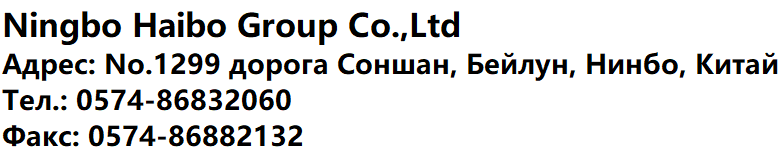 Ningbo Haibo Group Co.,Ltd
Адрес: No.1299 дорога Соншан, Бейлун, Нинбо, Китай
Тел.: 0574-86832060
Факс: 0574-86882132